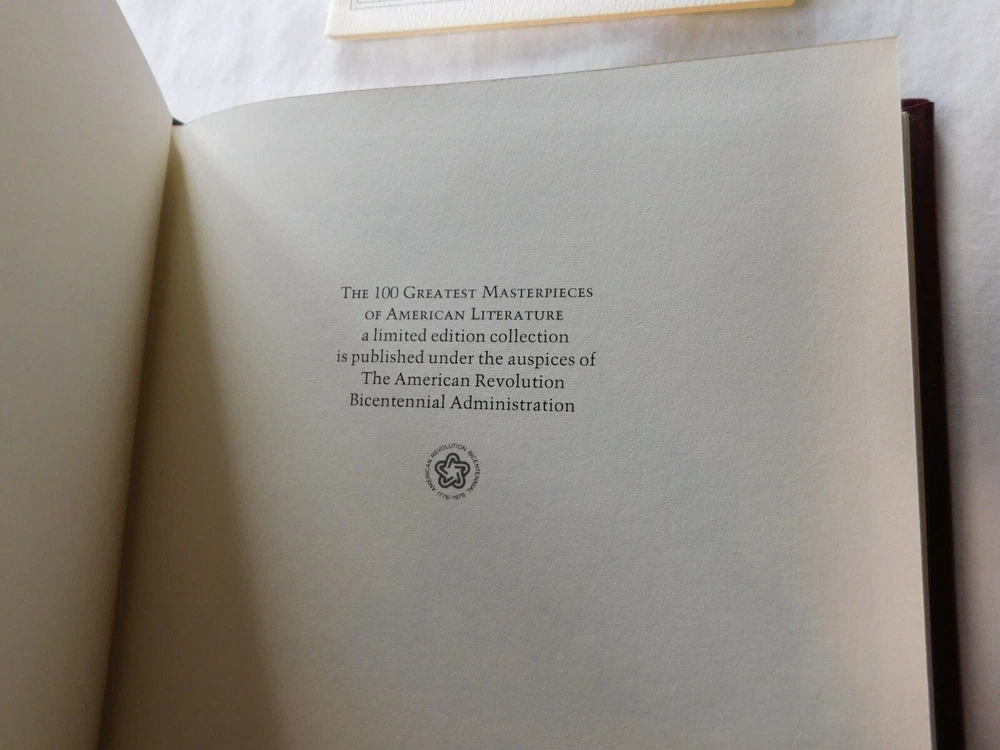 The 100 Greatest Masterpieces
of American Literature
a limited edition collection
is published under the auspices of
The American Revolution
Bicentennial Administration
AMERICAN REVOLUTION BICENTENNIAL
1776-1976